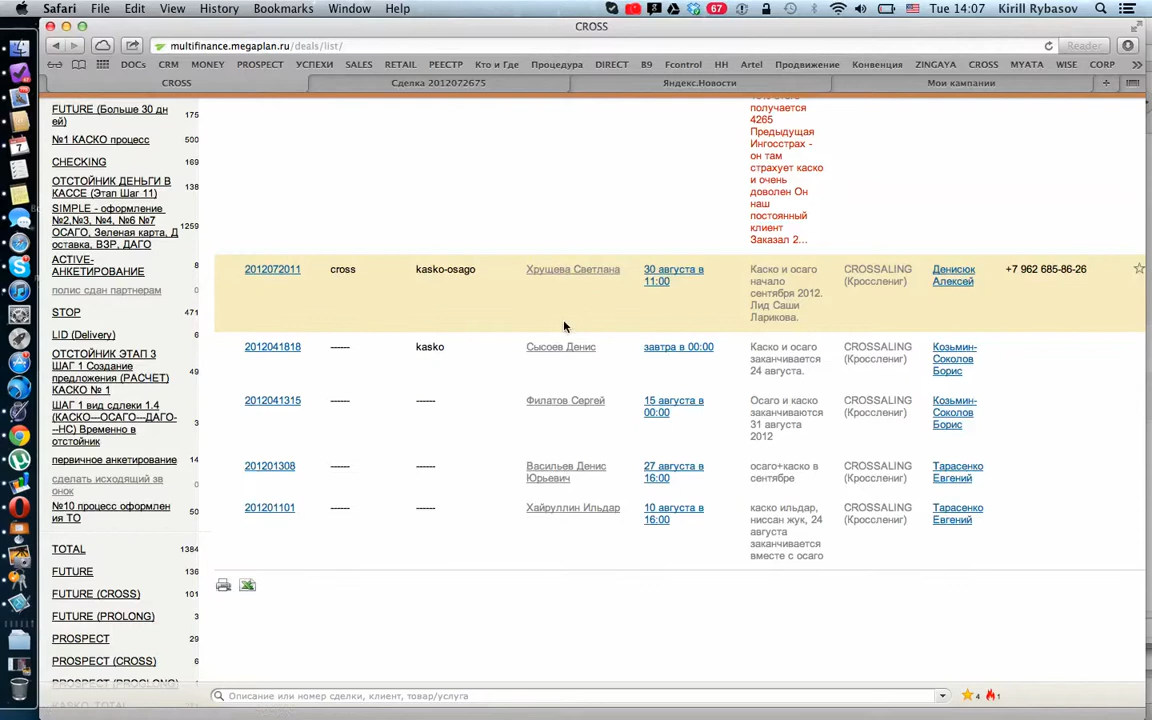 Safari File Edit View History Bookmarks Window Help 67 Tue 14:07 Kirill Rybasov
CROSS
multifinance.megaplan.ru/deals/list/ Reader
DOCs CRM MONEY PROSPECT УСПЕХИ SALES RETAIL РЕЕСТР Кто и Где Процедура DIRECT B9 Fcontrol HH Artel Продвижение Конвенция ZINGAYA CROSS MYATA WISE CORP
CROSS Сделка 2012072675 Яндекс.Новости Мои кампании
FUTURE (Больше 30 дн
ей) 175
№1 КАСКО процесс 500
CHECKING 169
ОТСТОЙНИК ДЕНЬГИ В
КАССЕ (Этап Шаг 11) 138
SIMPLE - оформление
№2,№3, №4, №6 №7
ОСАГО, Зеленая карта, Д
оставка, ВЗР, ДАГО 1259
ACTIVE-
АНКЕТИРОВАНИЕ 8
полис сдан партнерам 0
STOP 471
LID (Delivery) 6
ОТСТОЙНИК ЭТАП 3
ШАГ 1 Создание
предложения (РАСЧЕТ)
КАСКО № 1 49
ШАГ 1 вид сдлеки 1.4
(КАСКО---ОСАГО---ДАГО-
--НС) Временно в
отстойник 3
первичное анкетирование 14
сделать исходящий зв
онок 0
№10 процесс оформлен
ия ТО 50
TOTAL 1384
FUTURE 136
FUTURE (CROSS) 101
FUTURE (PROLONG) 3
PROSPECT 29
PROSPECT (CROSS) 6
получается
4265
Предыдущая
Ингосстрах -
он там
страхует каско
и очень
доволен Он
наш
постоянный
клиент
Заказал 2...
2012072011 cross kasko-osago Хрущева Светлана 30 августа в
11:00 Каско и осаго
начало
сентября 2012.
Лид Саши
Ларикова. CROSSALING
(Кроссленинг) Денисюк
Алексей +7 962 685-86-26
2012041818 ------ kasko Сысоев Денис завтра в 00:00 Каско и осаго
заканчивается
24 августа. CROSSALING
(Кроссленинг) Козьмин-
Соколов
Борис
2012041315 ------ ------ Филатов Сергей 15 августа в
00:00 Осаго и каско
заканчиваются
31 августа
2012 CROSSALING
(Кроссленинг) Козьмин-
Соколов
Борис
201201308 ------ ------ Васильев Денис
Юрьевич 27 августа в
16:00 осаго+каско в
сентябре CROSSALING
(Кроссленинг) Тарасенко
Евгений
201201101 ------ ------ Хайруллин Ильдар 10 августа в
16:00 каско ильдар,
ниссан жук, 24
августа
заканчивается
вместе с осаго CROSSALING
(Кроссленинг) Тарасенко
Евгений
Описание или номер сделки, клиент, товар/услуга 4 1